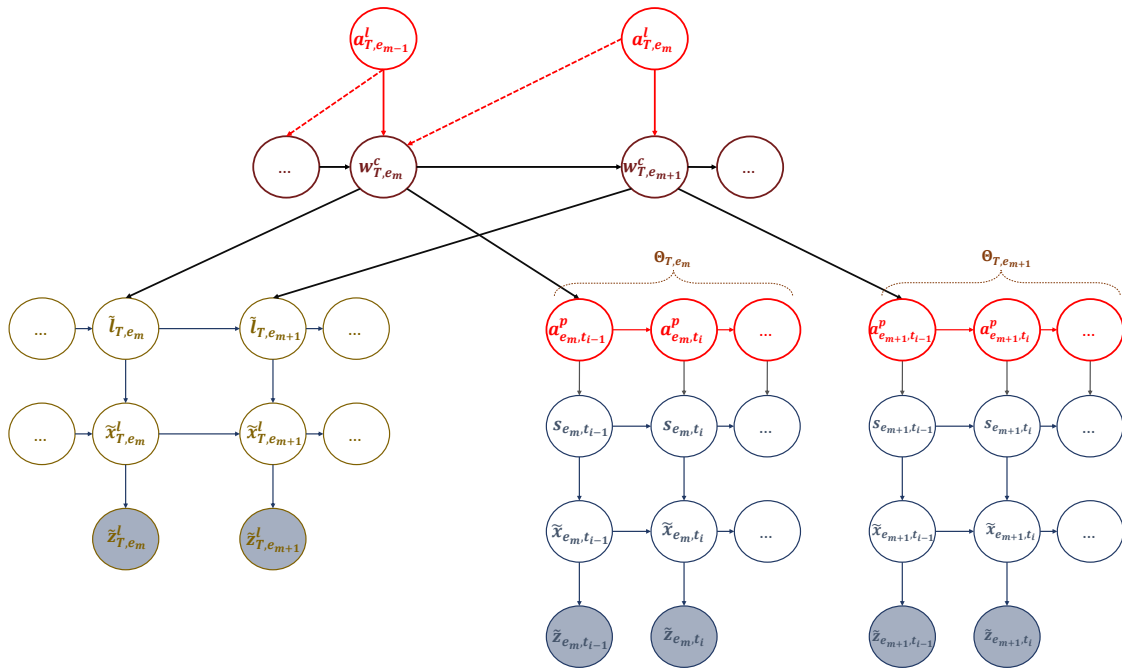 a^l_{T,e_{m-1}} a^l_{T,e_m}
... w^c_{T,e_m} w^c_{T,e_{m+1}} ...
Θ_{T,e_m} Θ_{T,e_{m+1}}
... l̃_{T,e_m} l̃_{T,e_{m+1}} ... a^p_{e_m,t_{i-1}} a^p_{e_m,t_i} ... a^p_{e_{m+1},t_{i-1}} a^p_{e_{m+1},t_i} ...
... x̃^l_{T,e_m} x̃^l_{T,e_{m+1}} ... s_{e_m,t_{i-1}} s_{e_m,t_i} ... s_{e_{m+1},t_{i-1}} s_{e_{m+1},t_i} ...
z̃^l_{T,e_m} z̃^l_{T,e_{m+1}} x̃_{e_m,t_{i-1}} x̃_{e_m,t_i} ... x̃_{e_{m+1},t_{i-1}} x̃_{e_{m+1},t_i} ...
z̃_{e_m,t_{i-1}} z̃_{e_m,t_i} z̃_{e_{m+1},t_{i-1}} z̃_{e_{m+1},t_i}